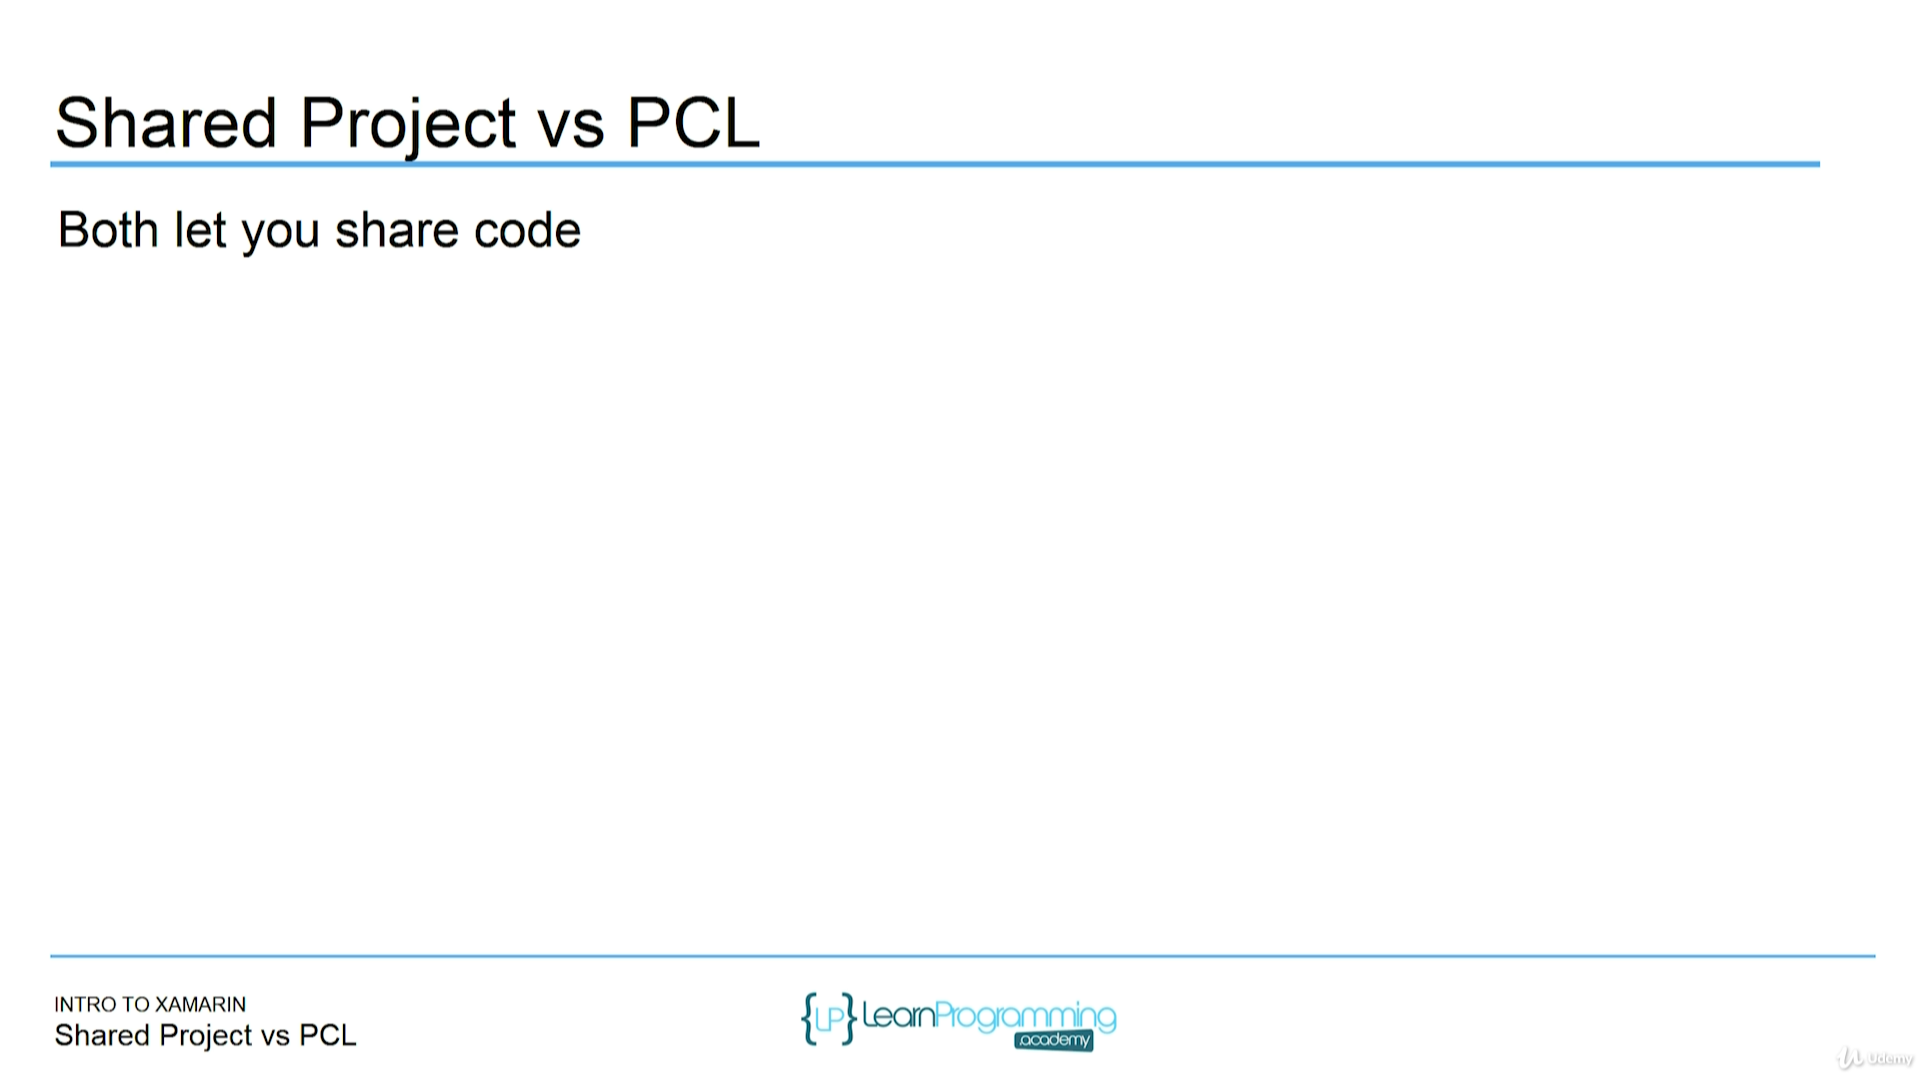 Shared Project vs PCL
Both let you share code
INTRO TO XAMARIN
Shared Project vs PCL
{LP} LearnProgramming
.academy
Udemy